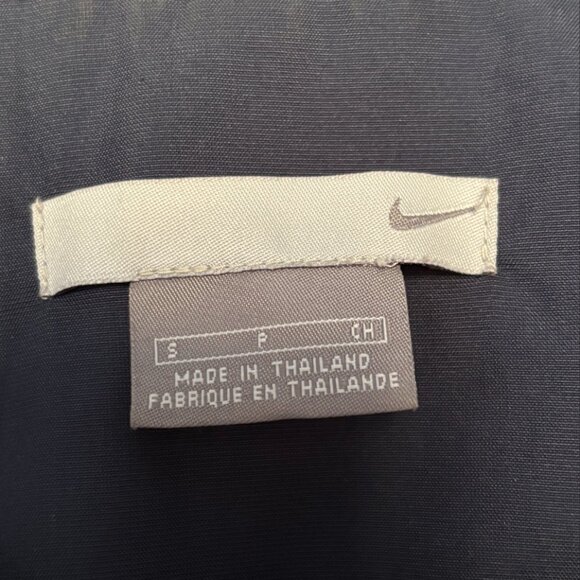 S P CH
MADE IN THAILAND
FABRIQUE EN THAILANDE